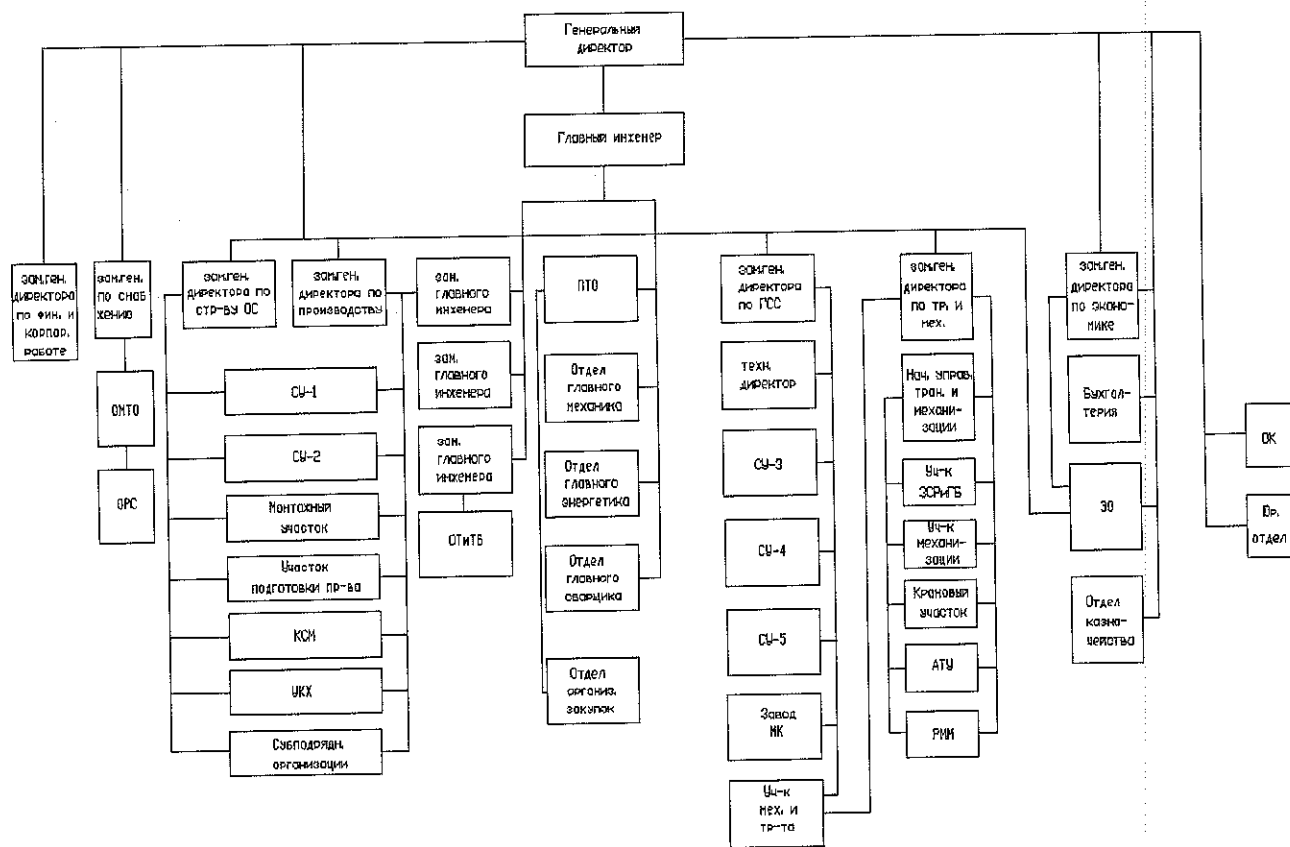 Генеральный
директор
Главный инженер
зам.ген.
директора
по фин. и
корпор.
работе
зам.ген.
по снаб
жению
ОМТО
ОРС
зам.ген.
директора по
стр-ву ОС
зам.ген.
директора по
производству
СУ-1
СУ-2
Монтажный
участок
Участок
подготовки пр-ва
КСМ
УКХ
Субподрядн.
организации
зам.
главного
инженера
зам.
главного
инженера
зам.
главного
инженера
ОТиТБ
ПТО
Отдел
главного
механика
Отдел
главного
энергетика
Отдел
главного
сварщика
Отдел
организ.
закупок
зам.ген.
директора
по ПСС
техн.
директор
СУ-3
СУ-4
СУ-5
Завод
МК
Уч-к
мех. и
тр-та
зам.ген.
директора
по тр. и
мех.
Нач. управ.
тран. и
механи-
зации
Уч-к
ЗСРиГБ
Уч-к
механи-
зации
Крановый
участок
АТУ
РММ
зам.ген.
директора
по эконо-
мике
Бухгал-
терия
ЭО
Отдел
казна-
чейства
ОК
Юр.
отдел